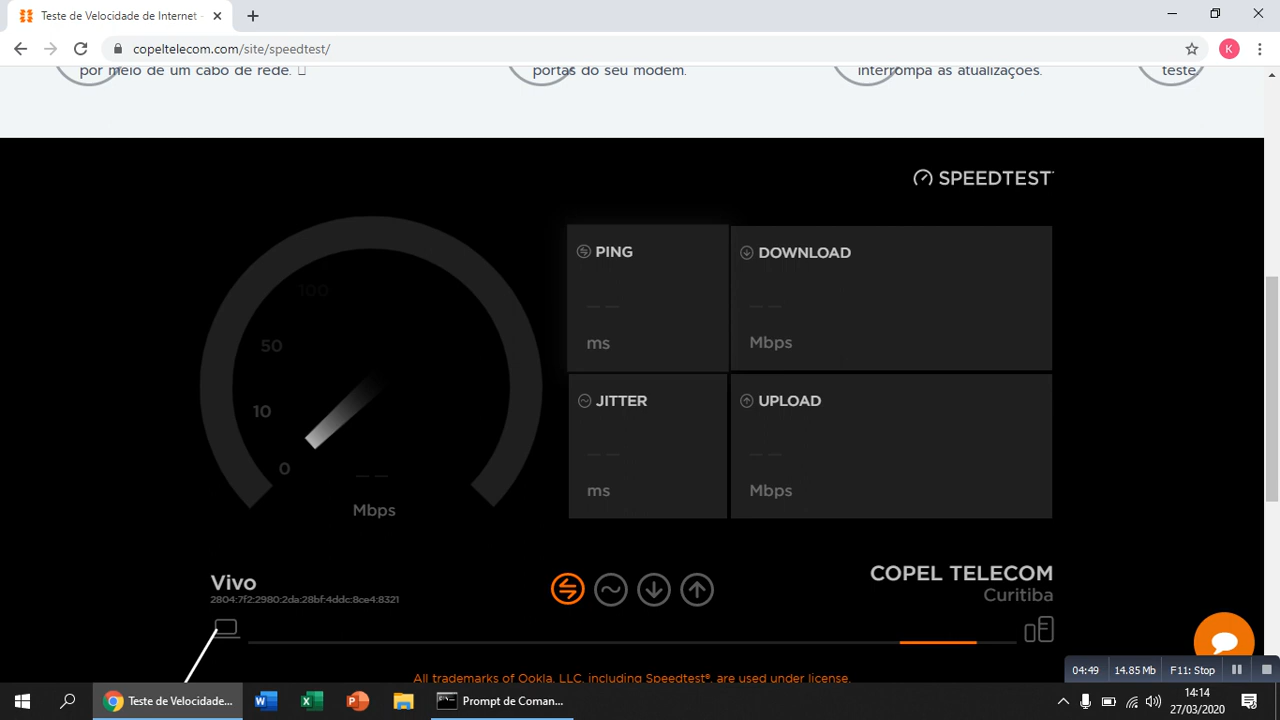 Teste de Velocidade de Internet -
copeltelecom.com/site/speedtest/
K
por meio de um cabo de rede.
portas do seu modem.
interrompa as atualizações.
teste.
SPEEDTEST
PING
DOWNLOAD
100
50
10
0
-- --
ms
-- --
Mbps
JITTER
UPLOAD
-- --
ms
-- --
Mbps
-- --
Mbps
Vivo
2804:7f2:2980:2da:28bf:4ddc:8ce4:8321
COPEL TELECOM
Curitiba
All trademarks of Ookla, LLC, including Speedtest®, are used under license.
04:49
14.85 Mb
F11: Stop
Teste de Velocidade...
Prompt de Coman...
14:14
27/03/2020